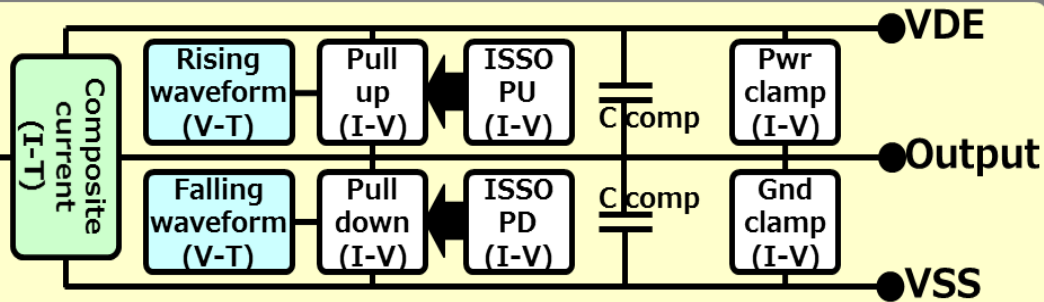 VDE
Composite
current
(I-T)
Rising
waveform
(V-T)
Pull
up
(I-V)
ISSO
PU
(I-V)
C comp
Pwr
clamp
(I-V)
Output
Falling
waveform
(V-T)
Pull
down
(I-V)
ISSO
PD
(I-V)
C comp
Gnd
clamp
(I-V)
VSS